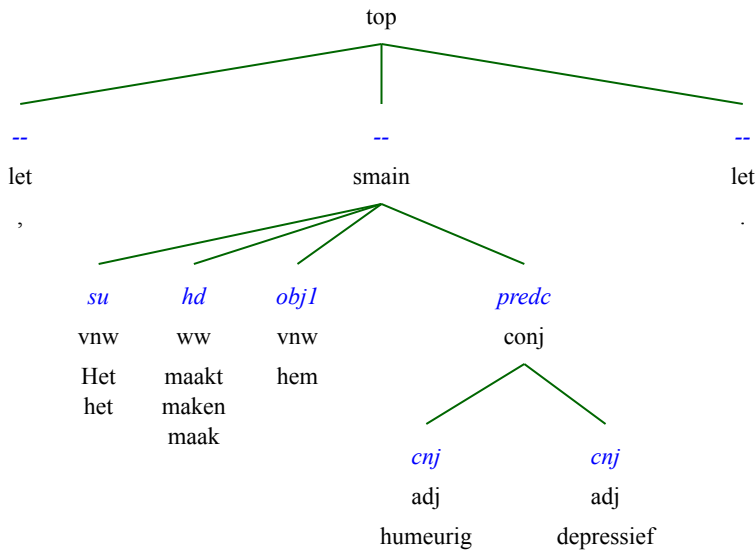 top
-- -- --
let smain let
, .
su hd obj1 predc
vnw ww vnw conj
Het maakt hem
het maken
maak
cnj cnj
adj adj
humeurig depressief